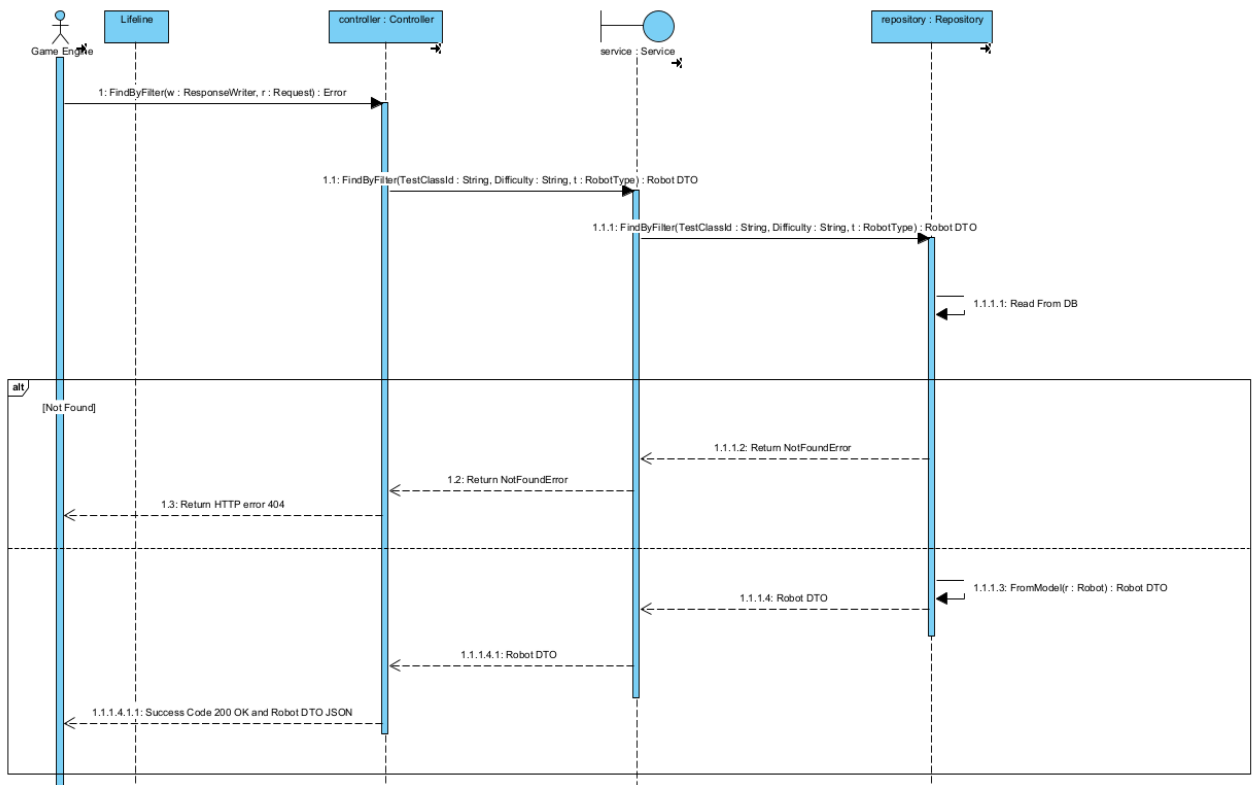 Lifeline
controller : Controller
repository : Repository
Game Engine
service : Service
1: FindByFilter(w : ResponseWriter, r : Request) : Error
1.1: FindByFilter(TestClassId : String, Difficulty : String, t : RobotType) : Robot DTO
1.1.1: FindByFilter(TestClassId : String, Difficulty : String, t : RobotType) : Robot DTO
1.1.1.1: Read From DB
alt
[Not Found]
1.1.1.2: Return NotFoundError
1.2: Return NotFoundError
1.3: Return HTTP error 404
1.1.1.3: FromModel(r : Robot) : Robot DTO
1.1.1.4: Robot DTO
1.1.1.4.1: Robot DTO
1.1.1.4.1.1: Success Code 200 OK and Robot DTO JSON